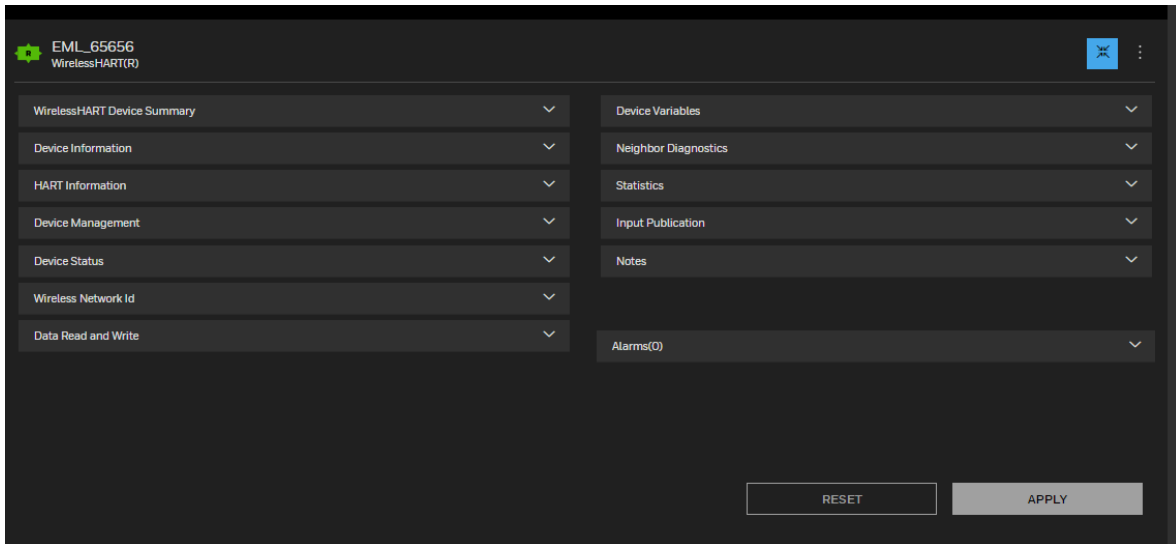 R
EML_65656
WirelessHART(R)
WirelessHART Device Summary
Device Information
HART Information
Device Management
Device Status
Wireless Network Id
Data Read and Write
Device Variables
Neighbor Diagnostics
Statistics
Input Publication
Notes
Alarms(0)
RESET
APPLY